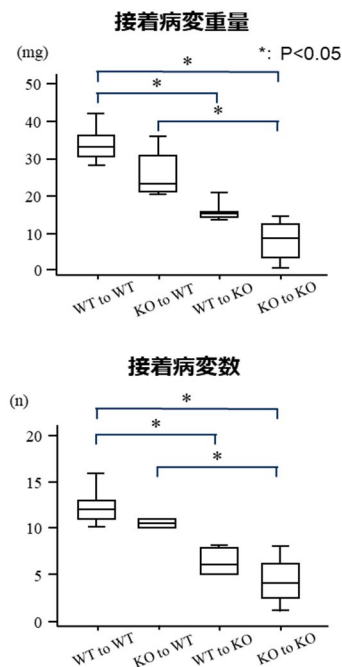 接着病変重量
(mg)
*: P<0.05
*
*
*
50
40
30
20
10
0
WT to WT
KO to WT
WT to KO
KO to KO
接着病変数
(n)
*
*
*
20
15
10
5
0
WT to WT
KO to WT
WT to KO
KO to KO